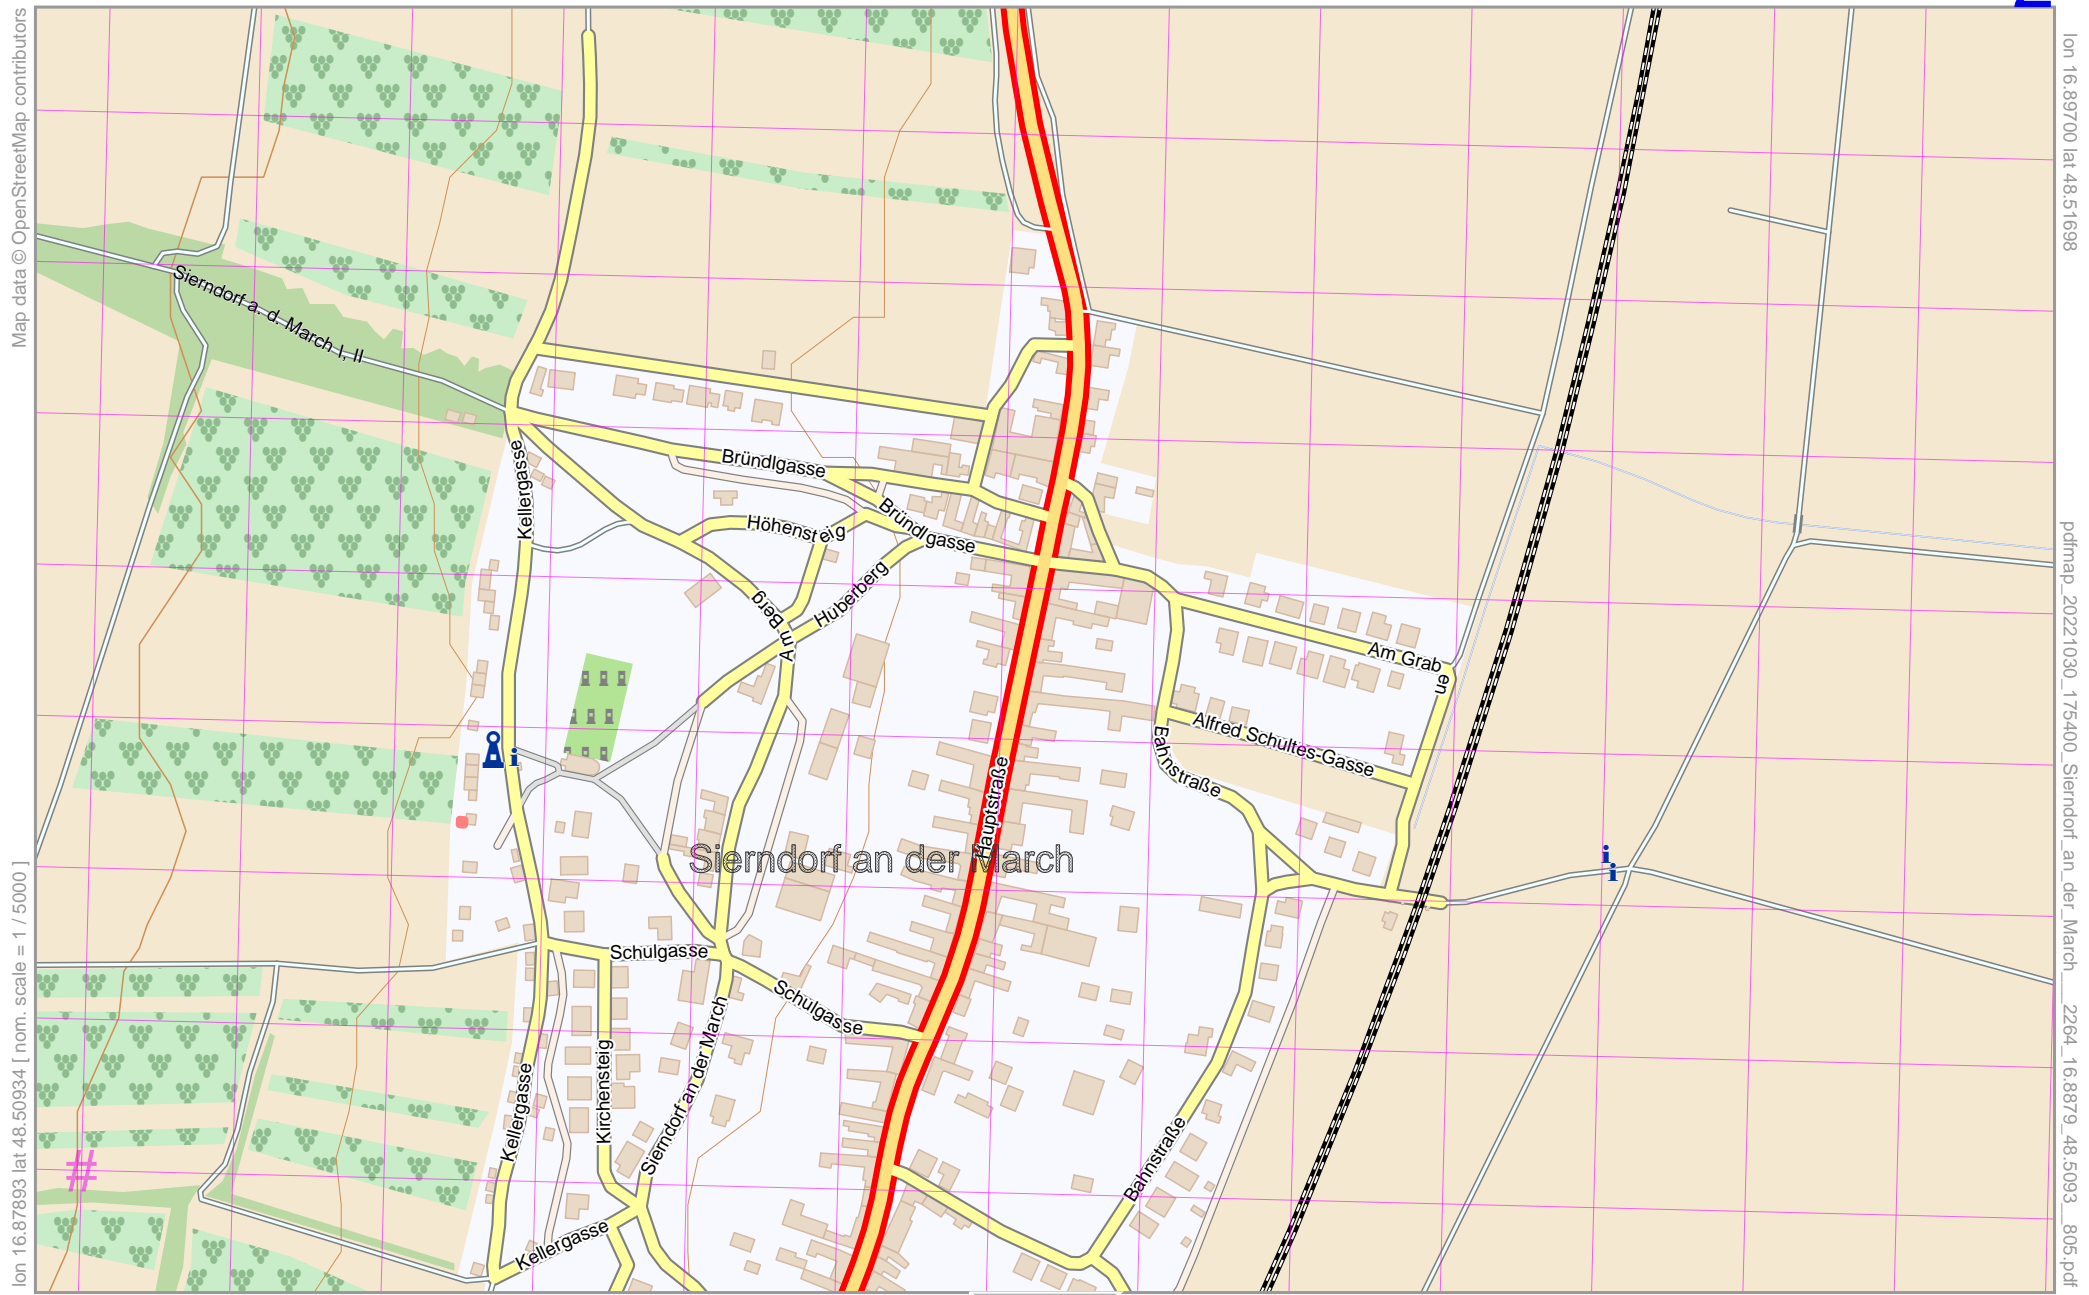 Map data © OpenStreetMap contributors
lon 16.89700 lat 48.51698
Sierndorf a. d. March I, II
Kellergasse
Bründlgasse
Bründlgasse
Höhensteig
Am Berg
Huberberg
Am Graben
Alfred Schultes-Gasse
Bahnstraße
Hauptstraße
i
Sierndorf an der March
i
i
Schulgasse
Schulgasse
Kirchensteig
Sierndorf an der March
Kellergasse
Bahnstraße
Kellergasse
#
lon 16.87893 lat 48.50934 [ nom. scale = 1 / 5000 ]
pdfmap_20221030_175400_Sierndorf_an_der_March___2264_16.8879_48.5093__805.pdf